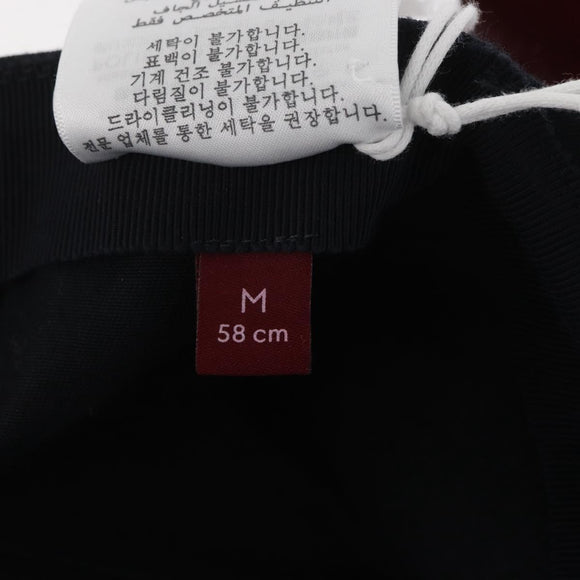 التنظيف المتخصص فقط
세탁이 불가합니다.
표백이 불가합니다.
기계 건조 불가합니다.
다림질이 불가합니다.
드라이클리닝이 불가합니다.
전문 업체를 통한 세탁을 권장합니다.
M
58 cm